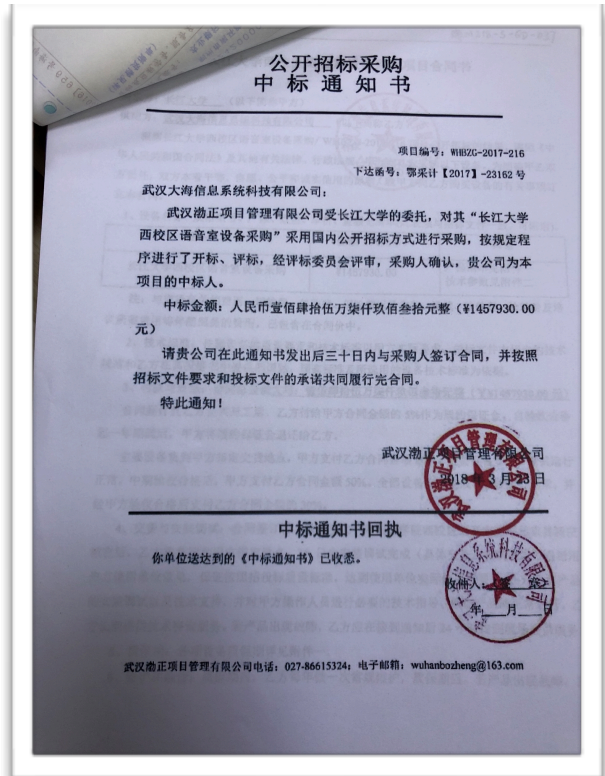 公开招标采购
中标通知书
项目编号：WHBZG-2017-216
下达函号：鄂采计【2017】-23162号
武汉大海信息系统科技有限公司：
武汉渤正项目管理有限公司受长江大学的委托，对其“长江大学
西校区语音室设备采购”采用国内公开招标方式进行采购，按规定程
序进行了开标、评标，经评标委员会评审，采购人确认，贵公司为本
项目的中标人。
中标金额：人民币壹佰肆拾伍万柒仟玖佰叁拾元整（¥1457930.00
元）
请贵公司在此通知书发出后三十日内与采购人签订合同，并按照
招标文件要求和投标文件的承诺共同履行完合同。
特此通知！
武汉渤正项目管理有限公司
2018年3月23日
中标通知书回执
你单位送达到的《中标通知书》已收悉。
收件人：
年 月 日
武汉渤正项目管理有限公司电话：027-86615324；电子邮箱：wuhanbozheng@163.com